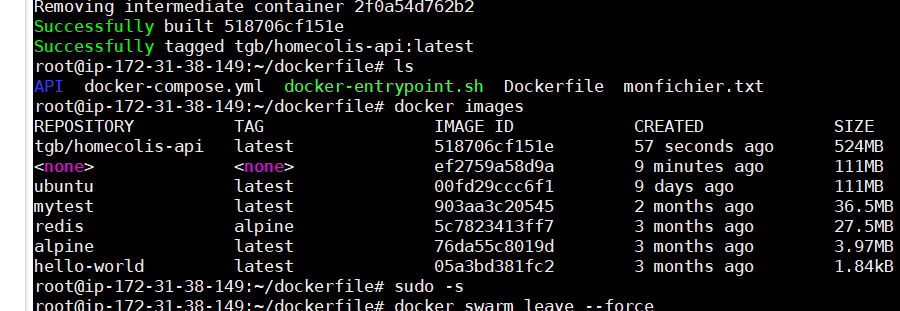 Removing intermediate container 2f0a54d762b2
Successfully built 518706cf151e
Successfully tagged tgb/homecolis-api:latest
root@ip-172-31-38-149:~/dockerfile# ls
API docker-compose.yml docker-entrypoint.sh Dockerfile monfichier.txt
root@ip-172-31-38-149:~/dockerfile# docker images
REPOSITORY TAG IMAGE ID CREATED SIZE
tgb/homecolis-api latest 518706cf151e 57 seconds ago 524MB
<none> <none> ef2759a58d9a 9 minutes ago 111MB
ubuntu latest 00fd29ccc6f1 9 days ago 111MB
mytest latest 903aa3c20545 2 months ago 36.5MB
redis alpine 5c7823413ff7 3 months ago 27.5MB
alpine latest 76da55c8019d 3 months ago 3.97MB
hello-world latest 05a3bd381fc2 3 months ago 1.84kB
root@ip-172-31-38-149:~/dockerfile# sudo -s
root@ip-172-31-38-149:~/dockerfile# docker swarm leave --force